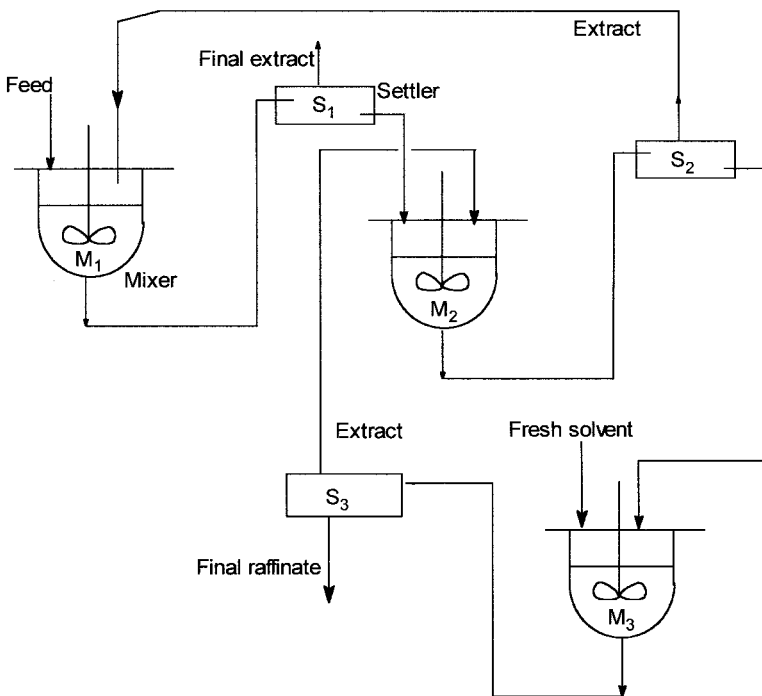 Extract
Final extract
Feed
Settler
S1
S2
M1
Mixer
M2
Extract
Fresh solvent
S3
Final raffinate
M3